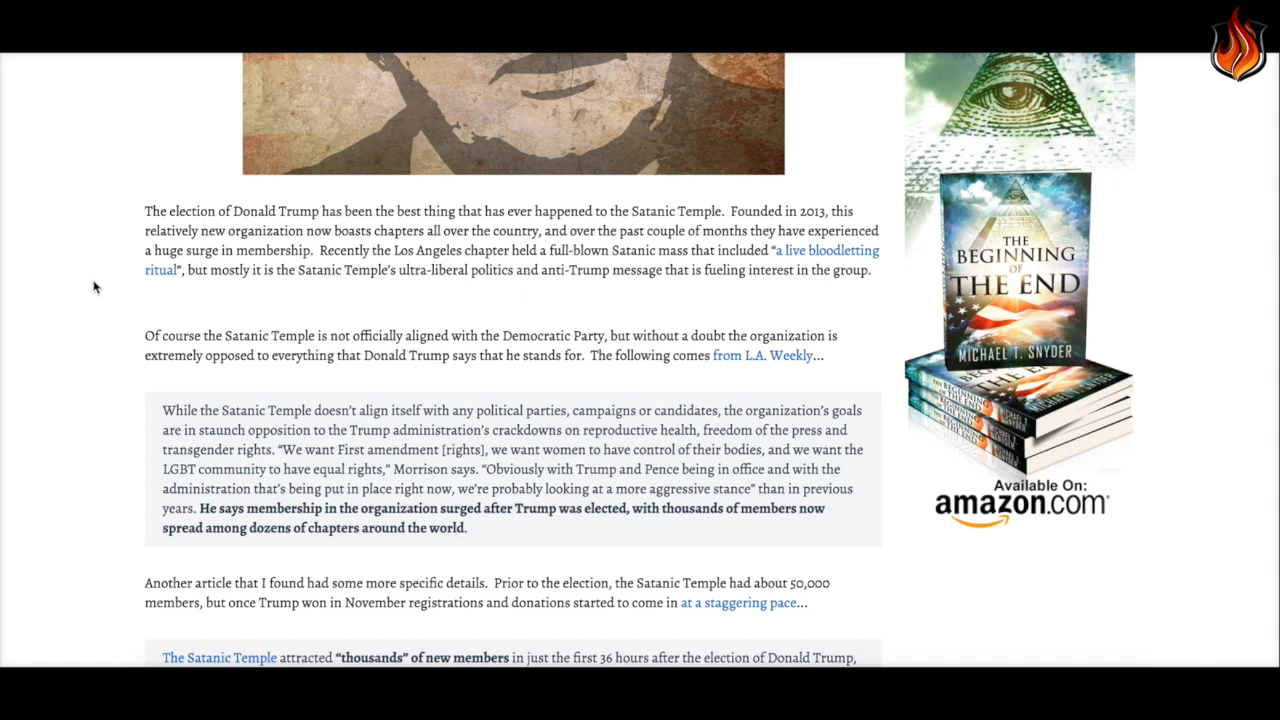 The election of Donald Trump has been the best thing that has ever happened to the Satanic Temple.  Founded in 2013, this
relatively new organization now boasts chapters all over the country, and over the past couple of months they have experienced
a huge surge in membership.  Recently the Los Angeles chapter held a full-blown Satanic mass that included “a live bloodletting
ritual“, but mostly it is the Satanic Temple’s ultra-liberal politics and anti-Trump message that is fueling interest in the group.
Of course the Satanic Temple is not officially aligned with the Democratic Party, but without a doubt the organization is
extremely opposed to everything that Donald Trump says that he stands for.  The following comes from L.A. Weekly…
While the Satanic Temple doesn’t align itself with any political parties, campaigns or candidates, the organization’s goals
are in staunch opposition to the Trump administration’s crackdowns on reproductive health, freedom of the press and
transgender rights. “We want First amendment [rights], we want women to have control of their bodies, and we want the
LGBT community to have equal rights,” Morrison says. “Obviously with Trump and Pence being in office and with the
administration that’s being put in place right now, we’re probably looking at a more aggressive stance” than in previous
years. He says membership in the organization surged after Trump was elected, with thousands of members now
spread among dozens of chapters around the world.
Another article that I found had some more specific details.  Prior to the election, the Satanic Temple had about 50,000
members, but once Trump won in November registrations and donations started to come in at a staggering pace…
The Satanic Temple attracted “thousands” of new members in just the first 36 hours after the election of Donald Trump,
THE
BEGINNING
OF
THE END
MICHAEL T. SNYDER
Available On:
amazon.com